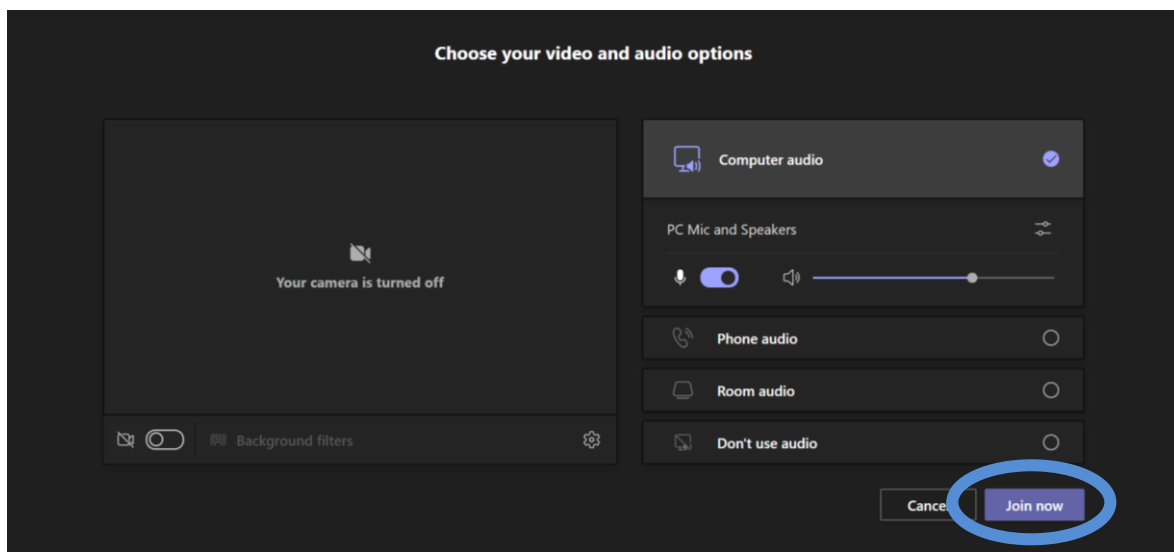 Choose your video and audio options
Computer audio
PC Mic and Speakers
Your camera is turned off
Phone audio
Room audio
Background filters
Don't use audio
Cance
Join now